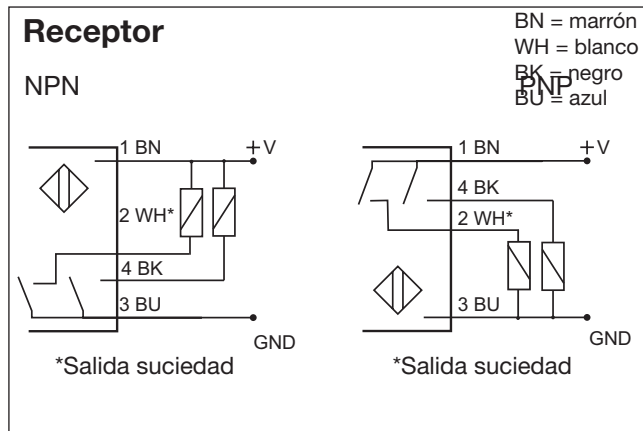 Receptor
BN = marrón
WH = blanco
BK = negro
BU = azul
NPN
PNP
1 BN
+V
2 WH*
4 BK
3 BU
GND
*Salida suciedad
1 BN
+V
4 BK
2 WH*
3 BU
GND
*Salida suciedad